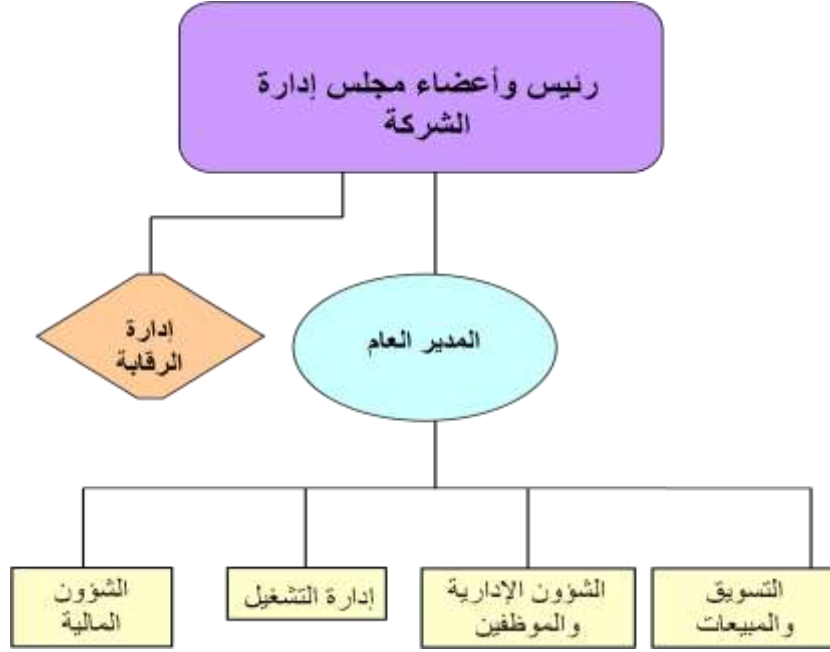 رئيس وأعضاء مجلس إدارة
الشركة
المدير العام
إدارة
الرقابة
التسويق
والمبيعات
الشؤون الإدارية
والموظفين
إدارة التشغيل
الشؤون
المالية